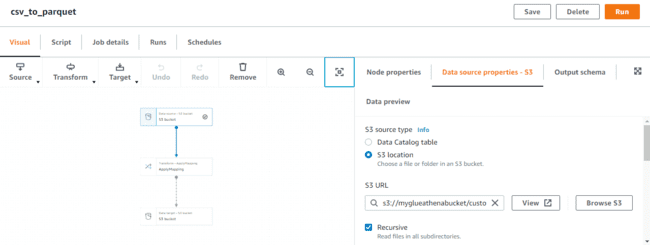 csv_to_parquet
Save
Delete
Run
Visual
Script
Job details
Runs
Schedules
Source
Transform
Target
Undo
Redo
Remove
Node properties
Data source properties - S3
Output schema
Data preview
Data source - S3 bucket
S3 bucket
Transform - ApplyMapping
ApplyMapping
Data target - S3 bucket
S3 bucket
S3 source type Info
Data Catalog table
S3 location
Choose a file or folder in an S3 bucket.
S3 URL
s3://myglueathenabucket/custo
View
Browse S3
Recursive
Read files in all subdirectories.